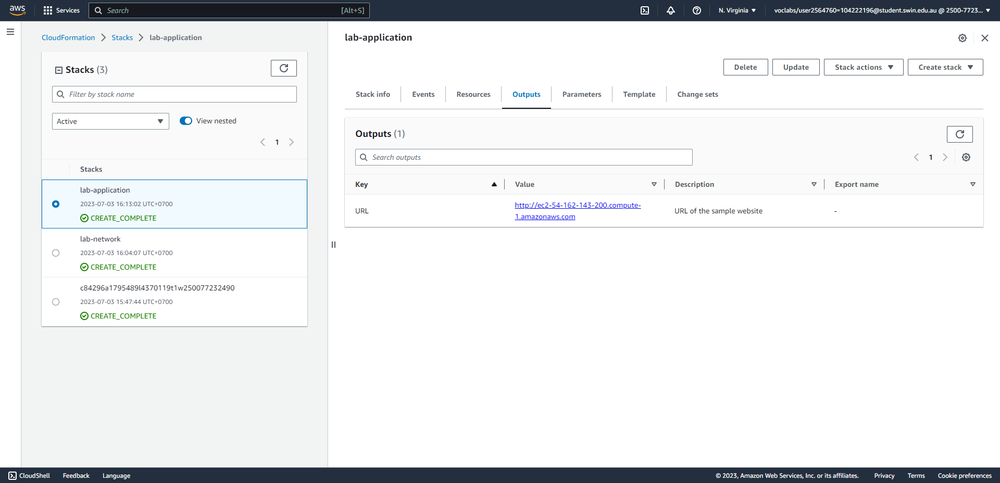 aws Services Search [Alt+S] N. Virginia voclabs/user2564760=104222196@student.swin.edu.au @ 2500-7723...
CloudFormation Stacks lab-application
Stacks (3)
Filter by stack name
Active View nested
1
Stacks
lab-application
2023-07-03 16:13:02 UTC+0700
CREATE_COMPLETE
lab-network
2023-07-03 16:04:07 UTC+0700
CREATE_COMPLETE
c84296a1795489l4370119t1w250077232490
2023-07-03 15:47:44 UTC+0700
CREATE_COMPLETE
lab-application
Delete Update Stack actions Create stack
Stack info Events Resources Outputs Parameters Template Change sets
Outputs (1)
Search outputs 1
Key Value Description Export name
URL http://ec2-54-162-143-200.compute- URL of the sample website -
1.amazonaws.com
CloudShell Feedback Language © 2023, Amazon Web Services, Inc. or its affiliates. Privacy Terms Cookie preferences